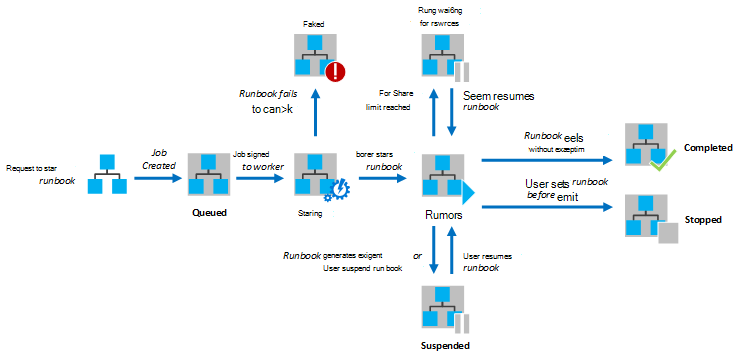 Faked
Rung wai6ng
for rswrces
Runbook fails
to can>k
For Share
limit reached
Seem resumes
runbook
Request to star
runbook
Job
Created
Queued
Job signed
to worker
Staring
borer stars
runbook
Rumors
Runbook eels
without exæptim
Completed
User sets runbook
before emit
Stopped
Runbook generates exigent or
User suspend run book
User resumes
runbook
Suspended